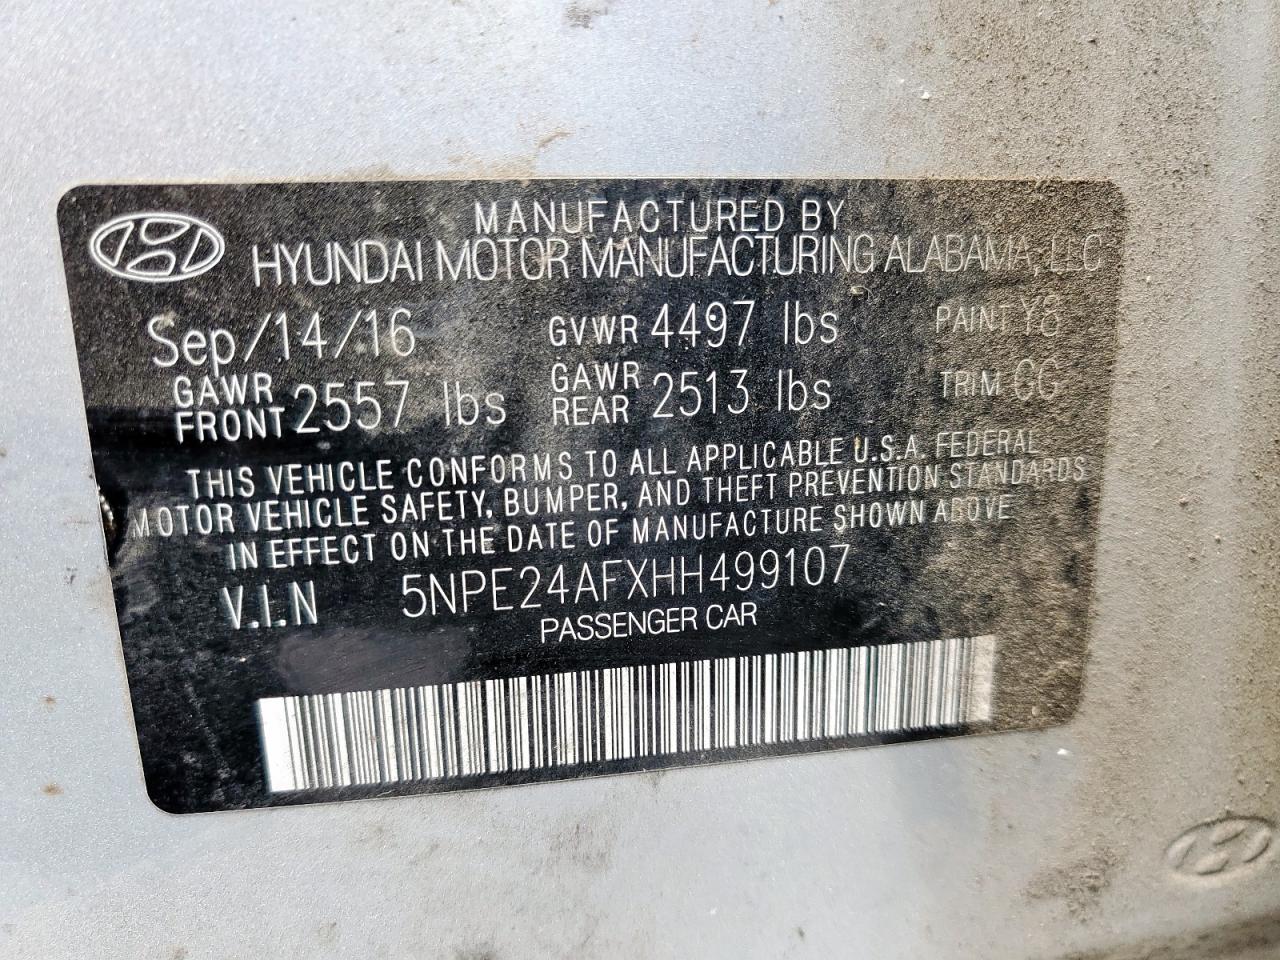 MANUFACTURED BY
HYUNDAI MOTOR MANUFACTURING ALABAMA, LLC
Sep/14/16 GVWR 4497 lbs PAINT Y8
GAWR FRONT 2557 lbs GAWR REAR 2513 lbs TRIM GG
THIS VEHICLE CONFORMS TO ALL APPLICABLE U.S.A. FEDERAL
MOTOR VEHICLE SAFETY, BUMPER, AND THEFT PREVENTION STANDARDS
IN EFFECT ON THE DATE OF MANUFACTURE SHOWN ABOVE
V.I.N 5NPE24AFXHH499107
PASSENGER CAR